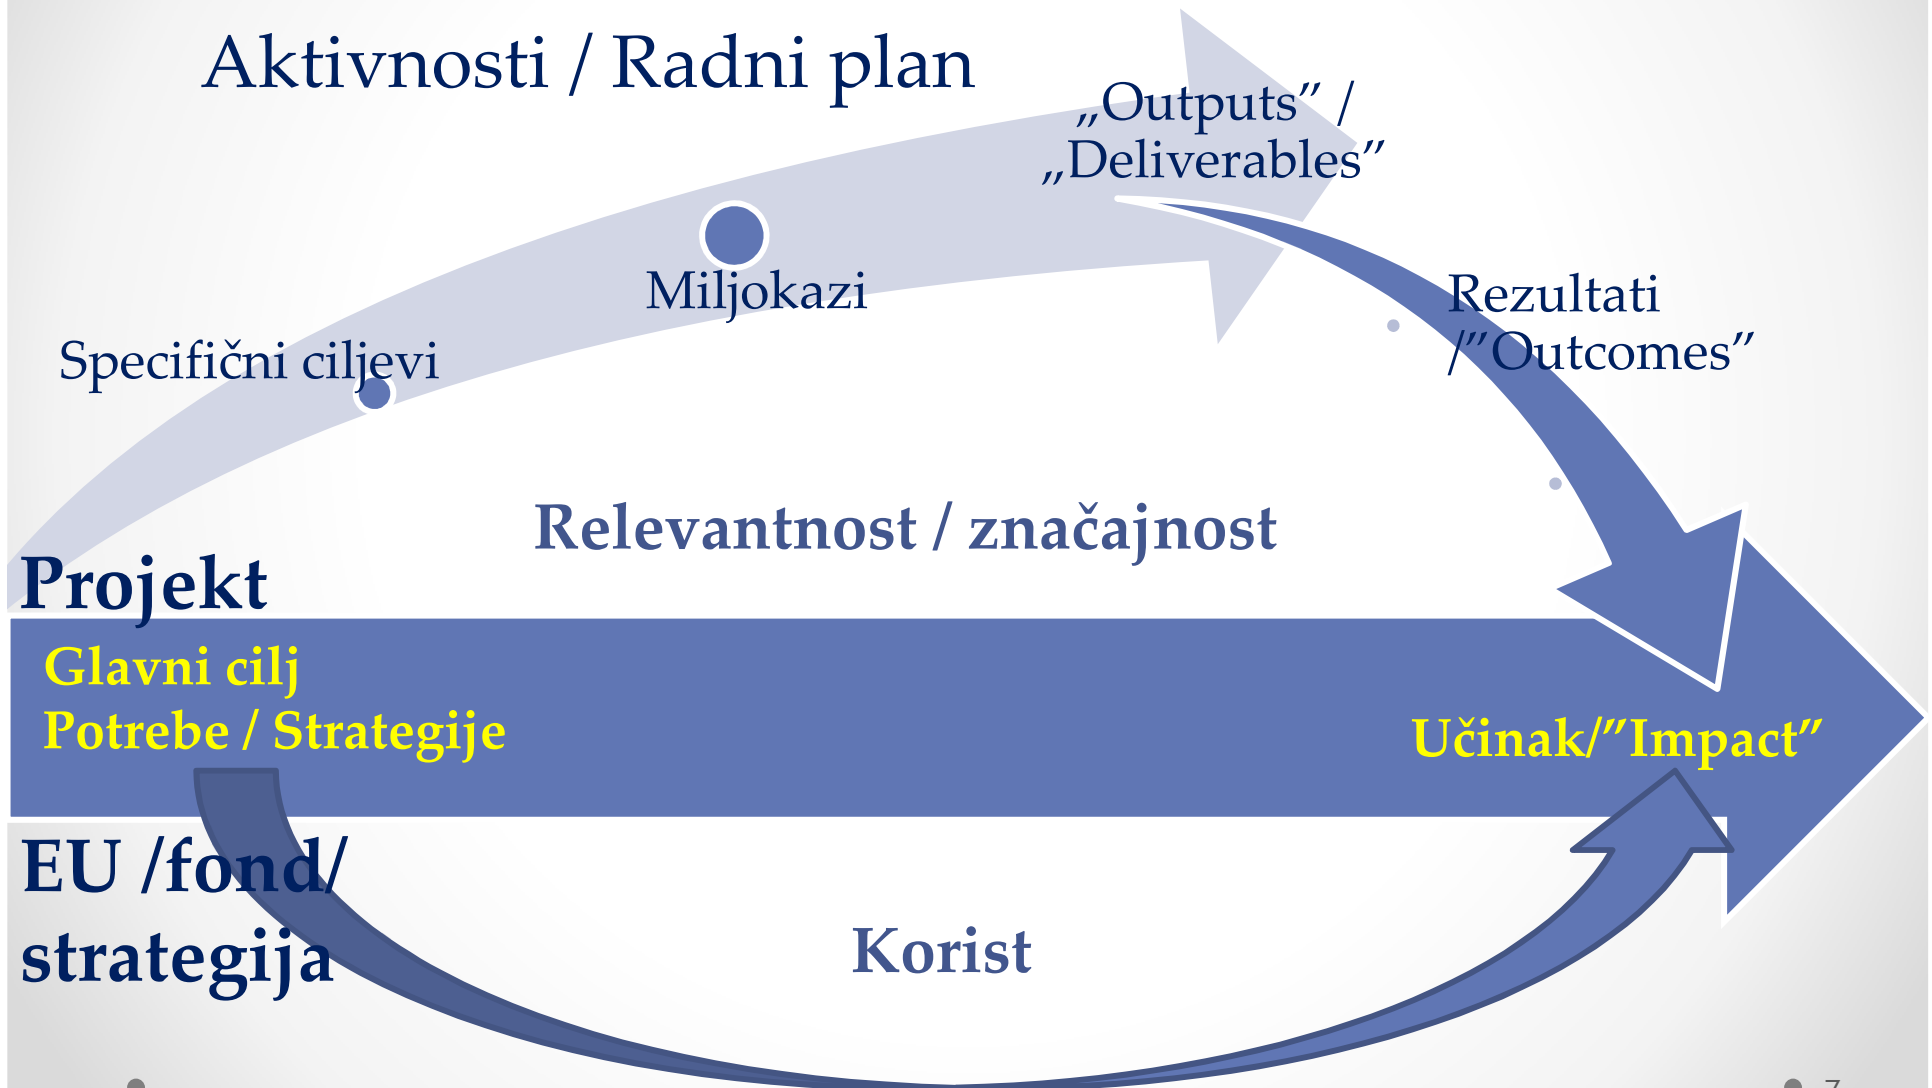 Aktivnosti / Radni plan
„Outputs” /
„Deliverables”
Miljokazi
Rezultati
/”Outcomes”
Specifični ciljevi
Relevantnost / značajnost
Projekt
Glavni cilj
Potrebe / Strategije
Učinak/”Impact”
EU /fond/
strategija
Korist